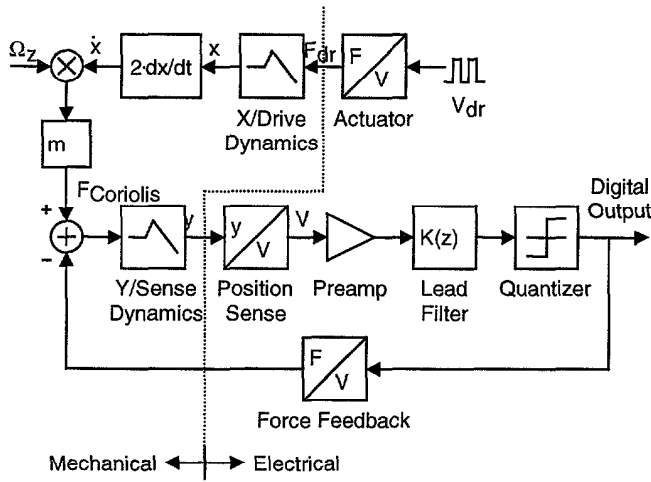 Ωz
ẋ
2·dx/dt
x
X/Drive
Dynamics
Fdr
F
V
Actuator
Vdr
m
FCoriolis
+
+
−
Y/Sense
Dynamics
y
y
V
Position
Sense
V
Preamp
K(z)
Lead
Filter
Quantizer
Digital
Output
F
V
Force Feedback
Mechanical
Electrical